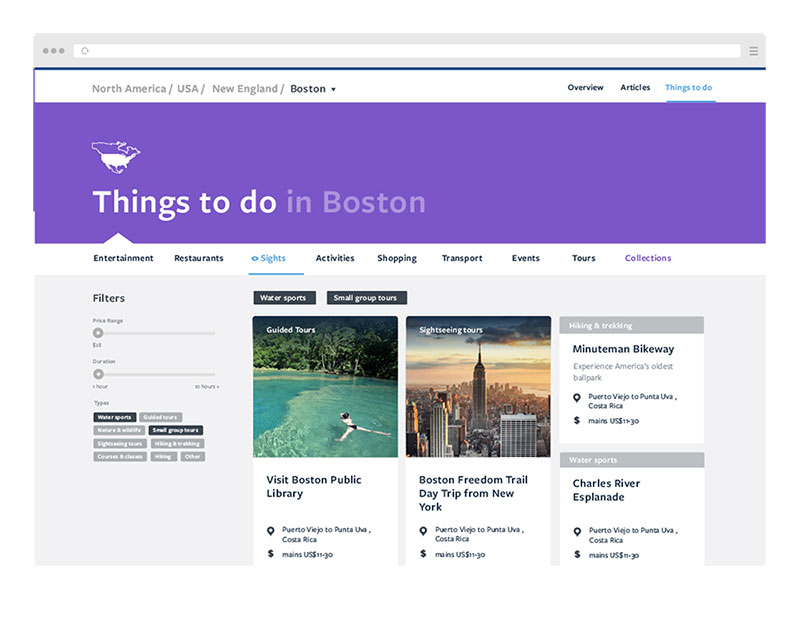 North America / USA / New England / Boston
Overview Articles Things to do
Things to do in Boston
Entertainment Restaurants Sights Activities Shopping Transport Events Tours Collections
Filters
Price Range
$28
Duration
1 hour 10 hours +
Types
Water sports Guided tours
Nature & wildlife Small group tours
Sightseeing tours Hiking & trekking
Courses & classes Hiking Other
Water sports Small group tours
Guided Tours
Visit Boston Public
Library
Puerto Viejo to Punta Uva ,
Costa Rica
$ mains US$11-30
Sightseeing tours
Boston Freedom Trail
Day Trip from New
York
Puerto Viejo to Punta Uva ,
Costa Rica
$ mains US$11-30
Hiking & trekking
Minuteman Bikeway
Experience America's oldest
ballpark
Puerto Viejo to Punta Uva ,
Costa Rica
$ mains US$11-30
Water sports
Charles River
Esplanade
Puerto Viejo to Punta Uva ,
Costa Rica
$ mains US$11-30